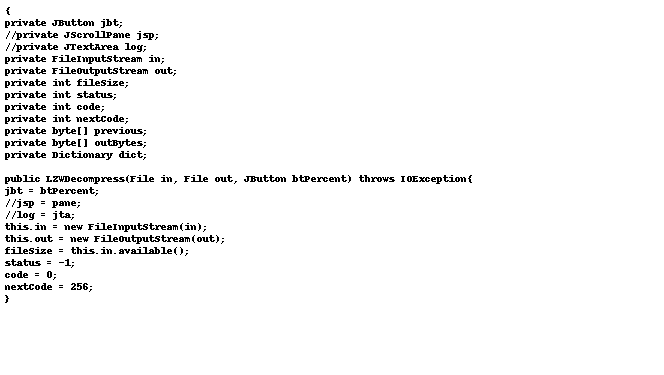 {
private JButton jbt;
//private JScrollPane jsp;
//private JTextArea log;
private FileInputStream in;
private FileOutputStream out;
private int fileSize;
private int status;
private int code;
private int nextCode;
private byte[] previous;
private byte[] outBytes;
private Dictionary dict;

public LZWDecompress(File in, File out, JButton btPercent) throws IOException{
jbt = btPercent;
//jsp = pane;
//log = jta;
this.in = new FileInputStream(in);
this.out = new FileOutputStream(out);
fileSize = this.in.available();
status = -1;
code = 0;
nextCode = 256;
}